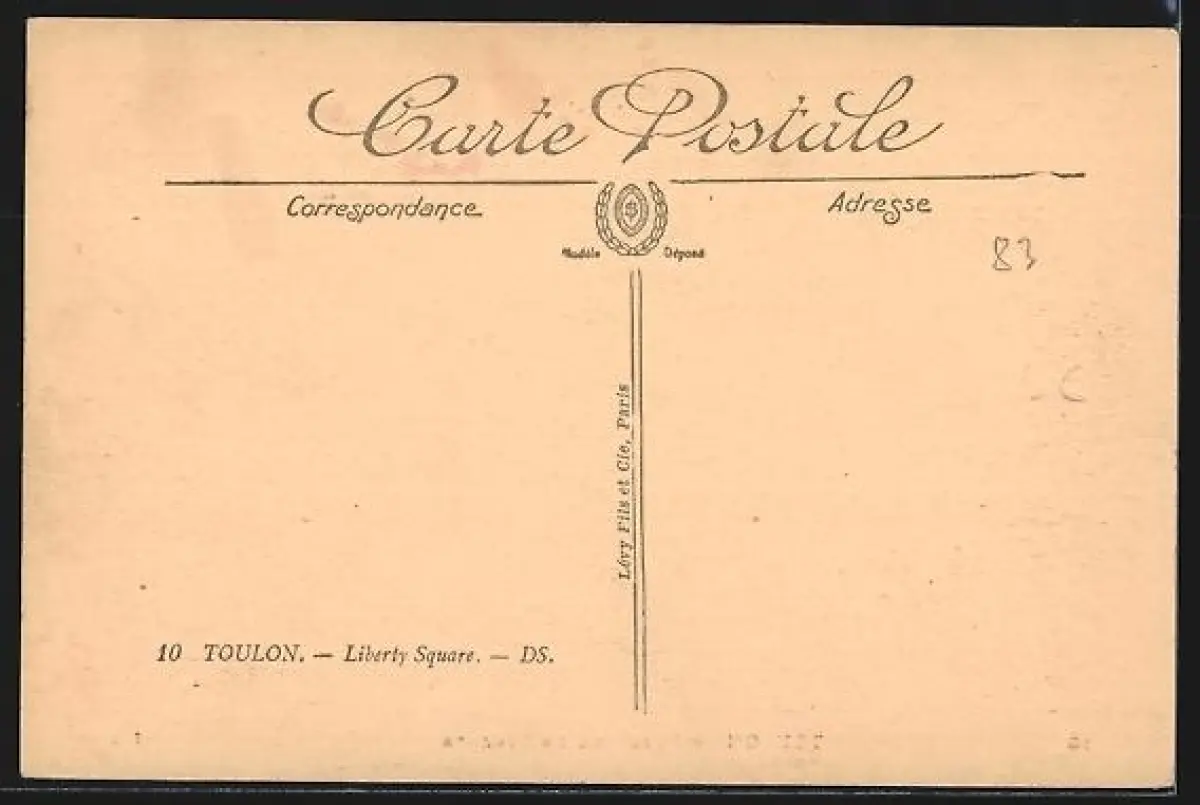 Carte Postale
Correspondance
Adresse
Modèle Déposé
83
Lévy Fils et Cie, Paris
10 TOULON. — Liberty Square. — DS.